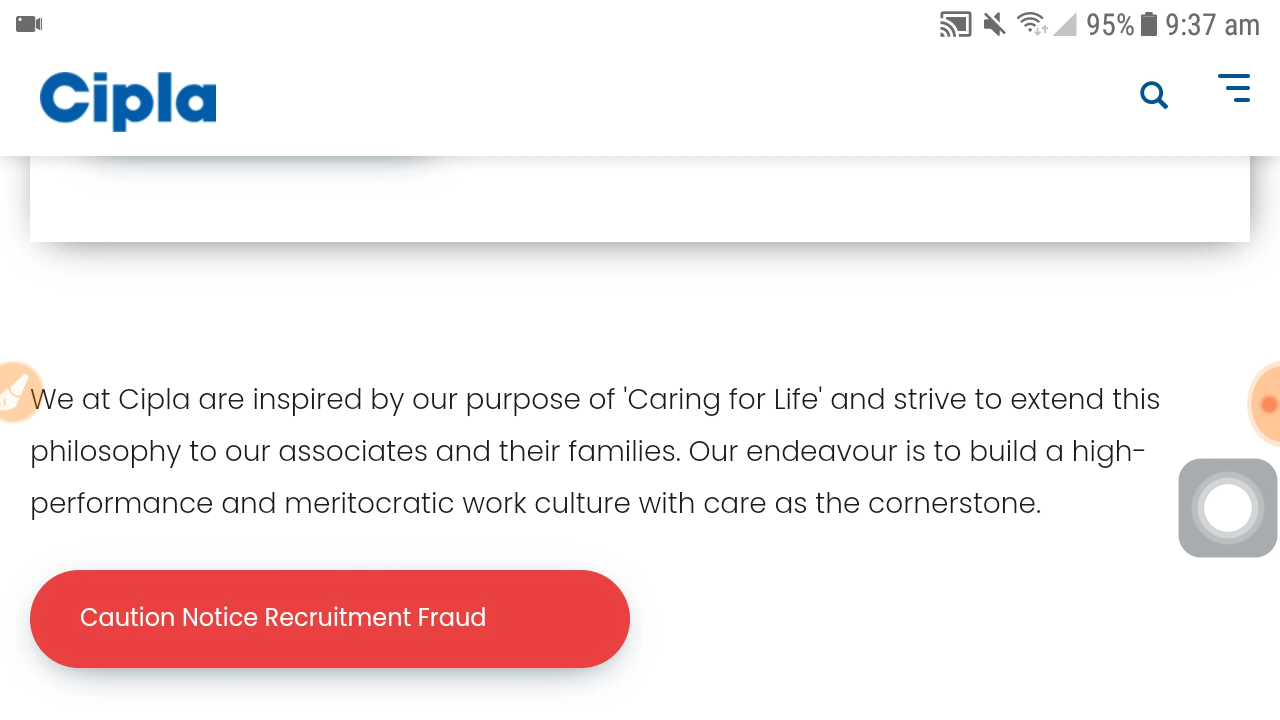 95% 9:37 am
Cipla
We at Cipla are inspired by our purpose of 'Caring for Life' and strive to extend this
philosophy to our associates and their families. Our endeavour is to build a high-
performance and meritocratic work culture with care as the cornerstone.
Caution Notice Recruitment Fraud